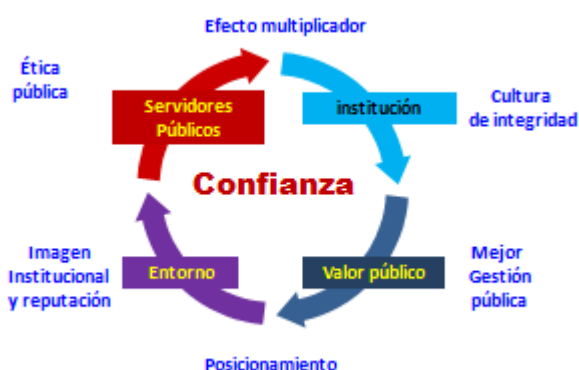 Efecto multiplicador
Ética
pública
Servidores
Públicos
institución
Cultura
de integridad
Confianza
Imagen
Institucional
y reputación
Entorno
Valor público
Mejor
Gestión
pública
Posicionamiento